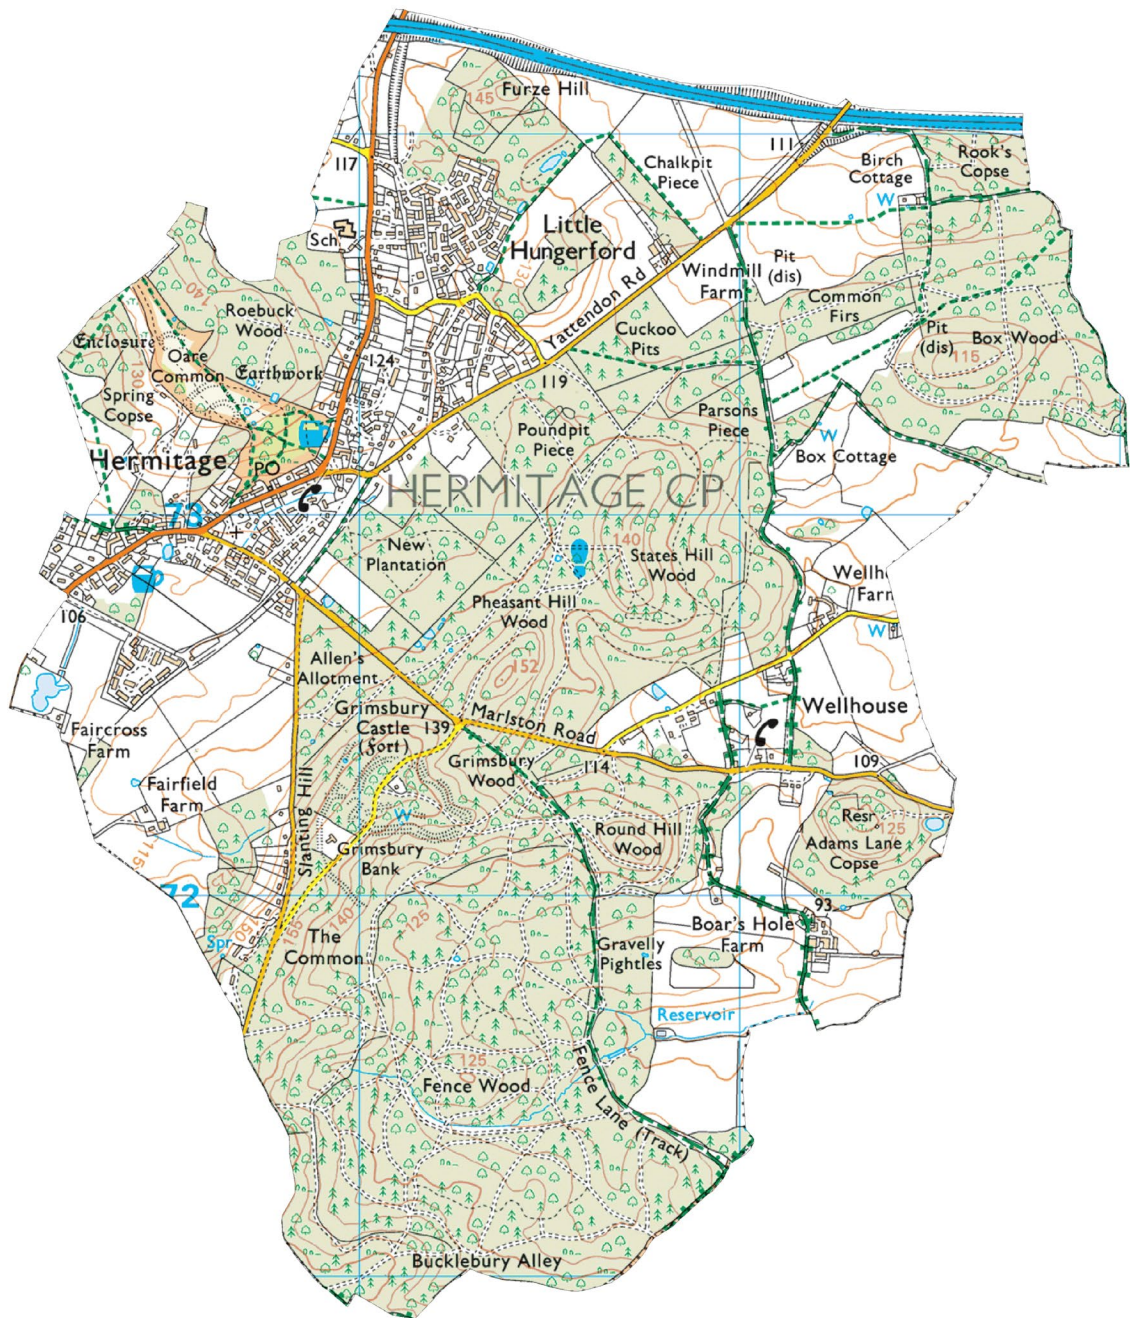 Furze Hill
145
111
117
Chalkpit
Piece
Birch
Cottage
Rook's
Copse
W
Sch
Little
Hungerford
130
Windmill
Farm
Pit
(dis)
Yattendon Rd
140
Roebuck
Wood
Common
Firs
Cuckoo
Pits
Pit
(dis)
Box Wood
115
Enclosure
Oare
Common
Earthwork
124
119
130
Spring
Copse
Parsons
Piece
Poundpit
Piece
W
Box Cottage
Hermitage
PO
HERMITAGE CP
73
New
Plantation
140
States Hill
Wood
Wellh
Farr
106
Pheasant Hill
Wood
W
152
Allen's
Allotment
Grimsbury
Castle
(Fort)
139
Marlston Road
Wellhouse
Faircross
Farm
Grimsbury
Wood
114
109
Fairfield
Farm
Slanting Hill
W
Resr
125
Adams Lane
Copse
Round Hill
Wood
115
Grimsbury
Bank
72
93
150
155
140
125
Boar's Hole
Farm
Spr
The
Common
Gravelly
Pightles
Reservoir
125
Fence Wood
Fence Lane (Track)
Bucklebury Alley